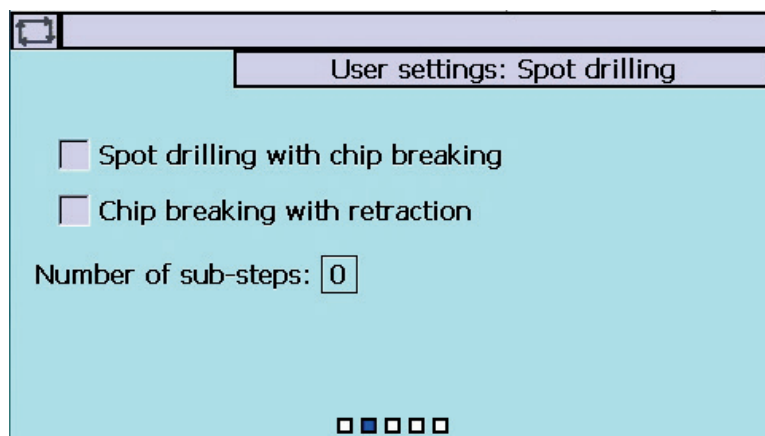 User settings: Spot drilling
Spot drilling with chip breaking
Chip breaking with retraction
Number of sub-steps: 0